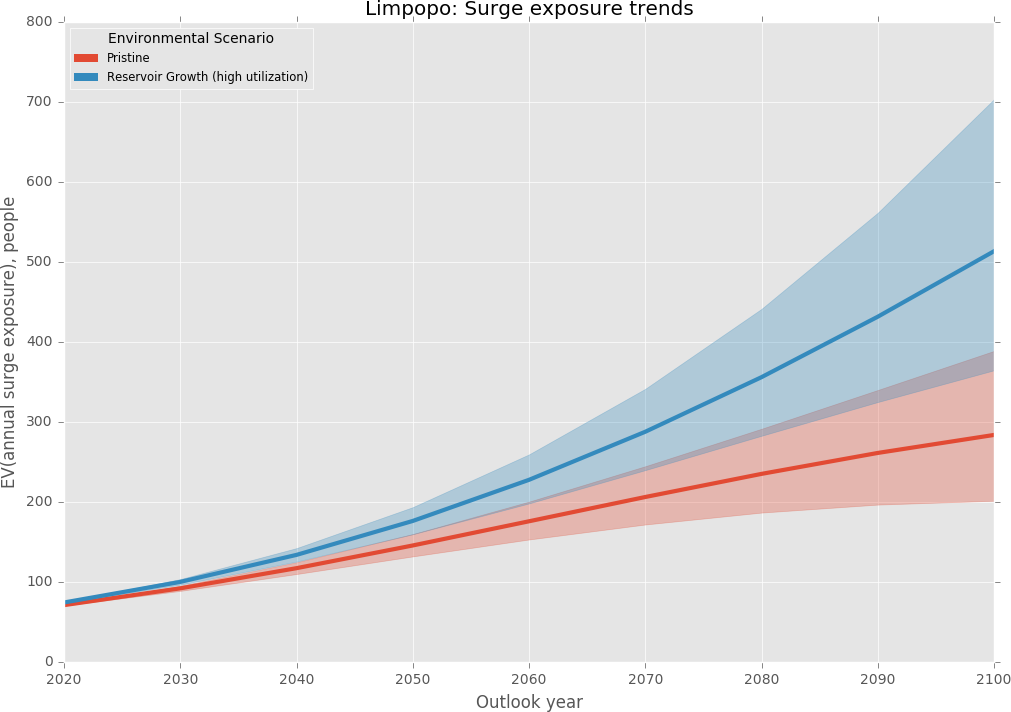 Limpopo: Surge exposure trends
Environmental Scenario
Pristine
Reservoir Growth (high utilization)
EV(annual surge exposure), people
800
700
600
500
400
300
200
100
0
2020 2030 2040 2050 2060 2070 2080 2090 2100
Outlook year